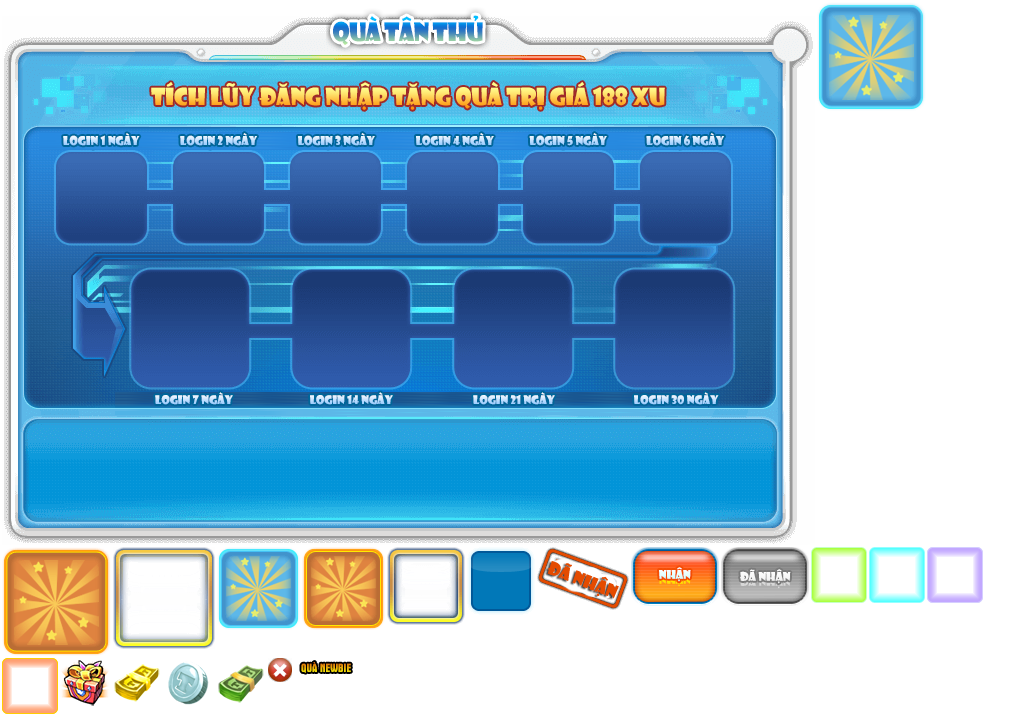 QUÀ TÂN THỦ
TÍCH LŨY ĐĂNG NHẬP TẶNG QUÀ TRỊ GIÁ 188 XU
LOGIN 1 NGÀY LOGIN 2 NGÀY LOGIN 3 NGÀY LOGIN 4 NGÀY LOGIN 5 NGÀY LOGIN 6 NGÀY
LOGIN 7 NGÀY LOGIN 14 NGÀY LOGIN 21 NGÀY LOGIN 30 NGÀY
ĐÃ NHẬN NHẬN ĐÃ NHẬN
QUÀ NEWBIE